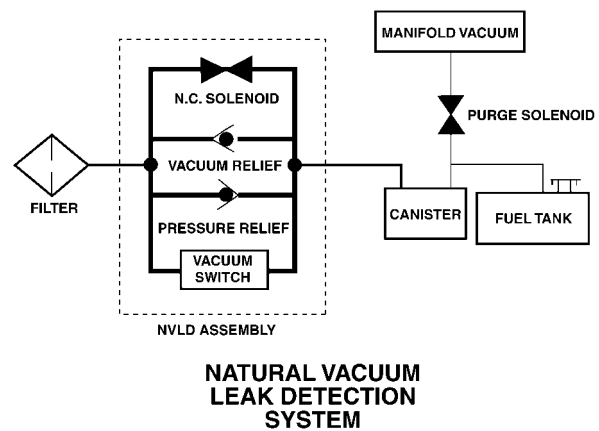 MANIFOLD VACUUM
N.C. SOLENOID
PURGE SOLENOID
VACUUM RELIEF
FILTER
PRESSURE RELIEF
CANISTER
FUEL TANK
VACUUM
SWITCH
NVLD ASSEMBLY
NATURAL VACUUM
LEAK DETECTION
SYSTEM